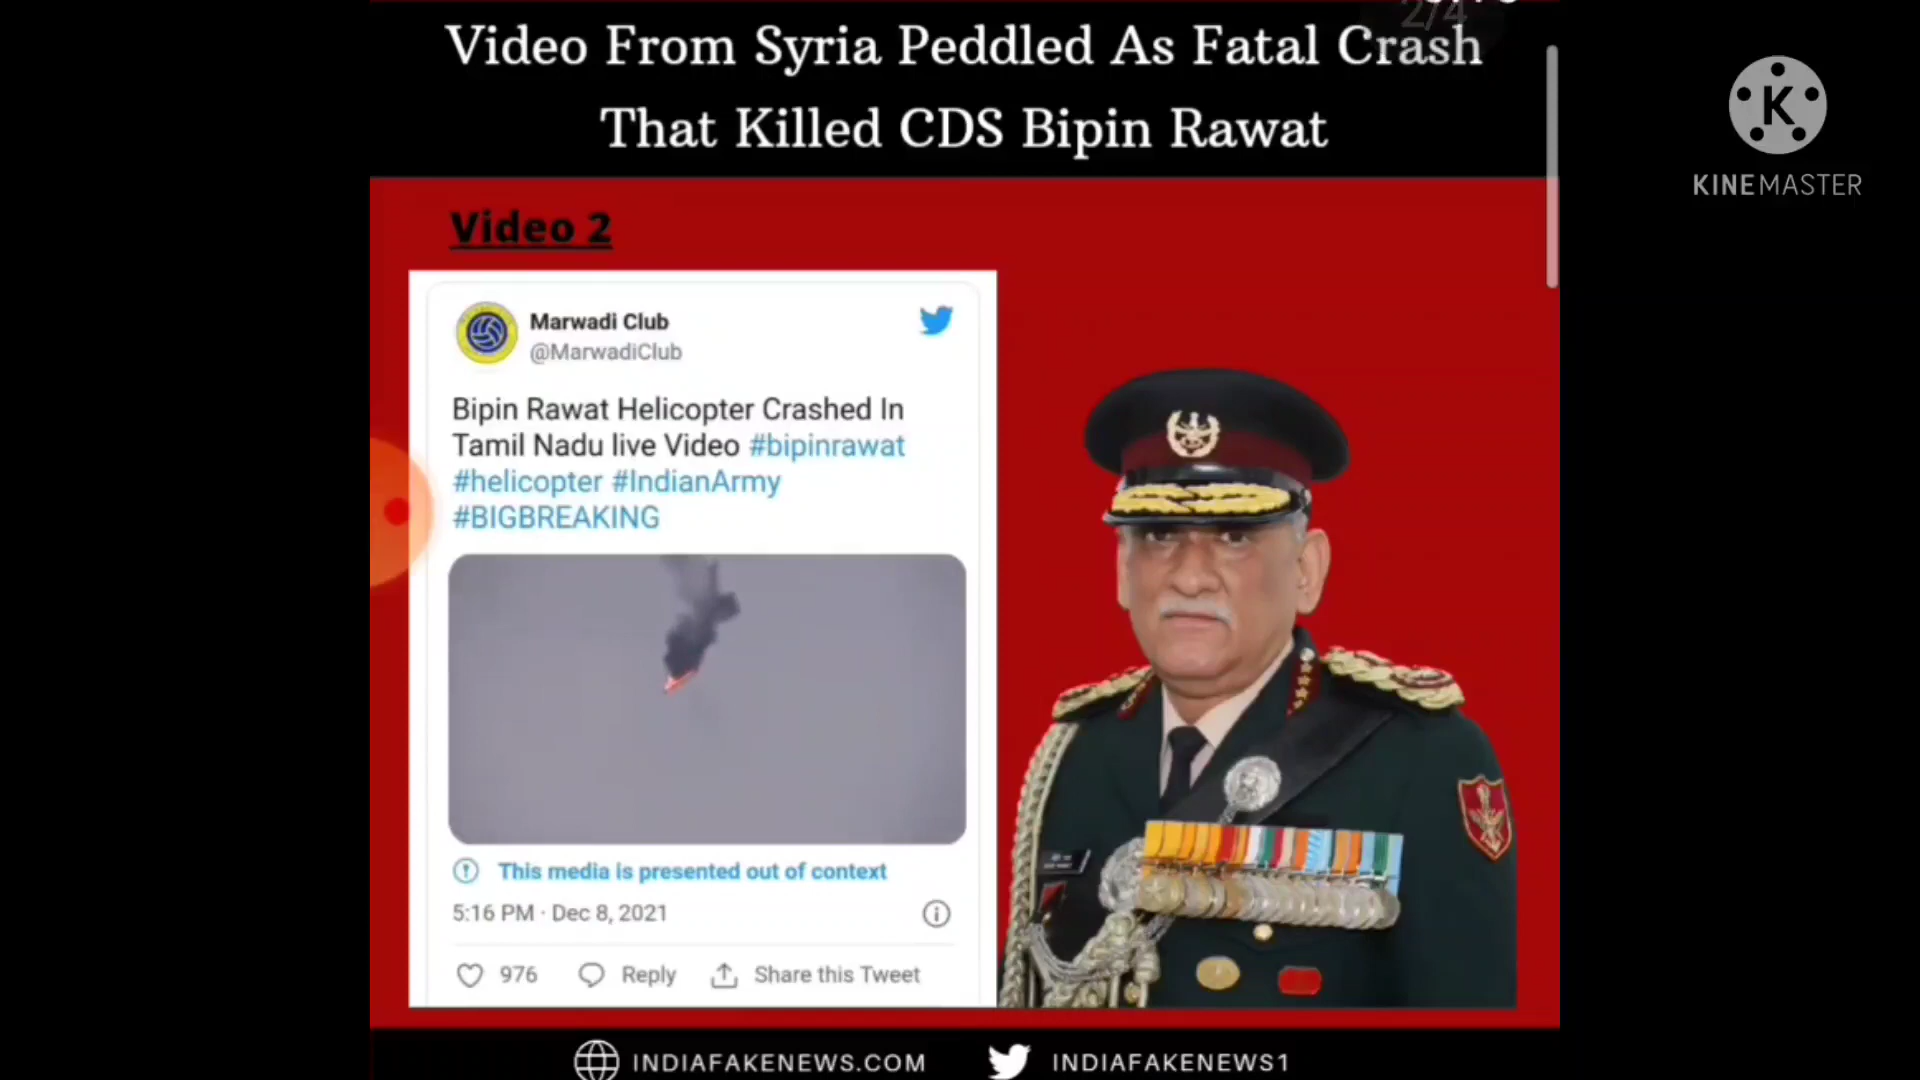 2/4
Video From Syria Peddled As Fatal Crash
That Killed CDS Bipin Rawat
KINEMASTER
Video 2
Marwadi Club
@MarwadiClub
Bipin Rawat Helicopter Crashed In
Tamil Nadu live Video #bipinrawat
#helicopter #IndianArmy
#BIGBREAKING
This media is presented out of context
5:16 PM · Dec 8, 2021
976 Reply Share this Tweet
INDIAFAKENEWS.COM INDIAFAKENEWS1